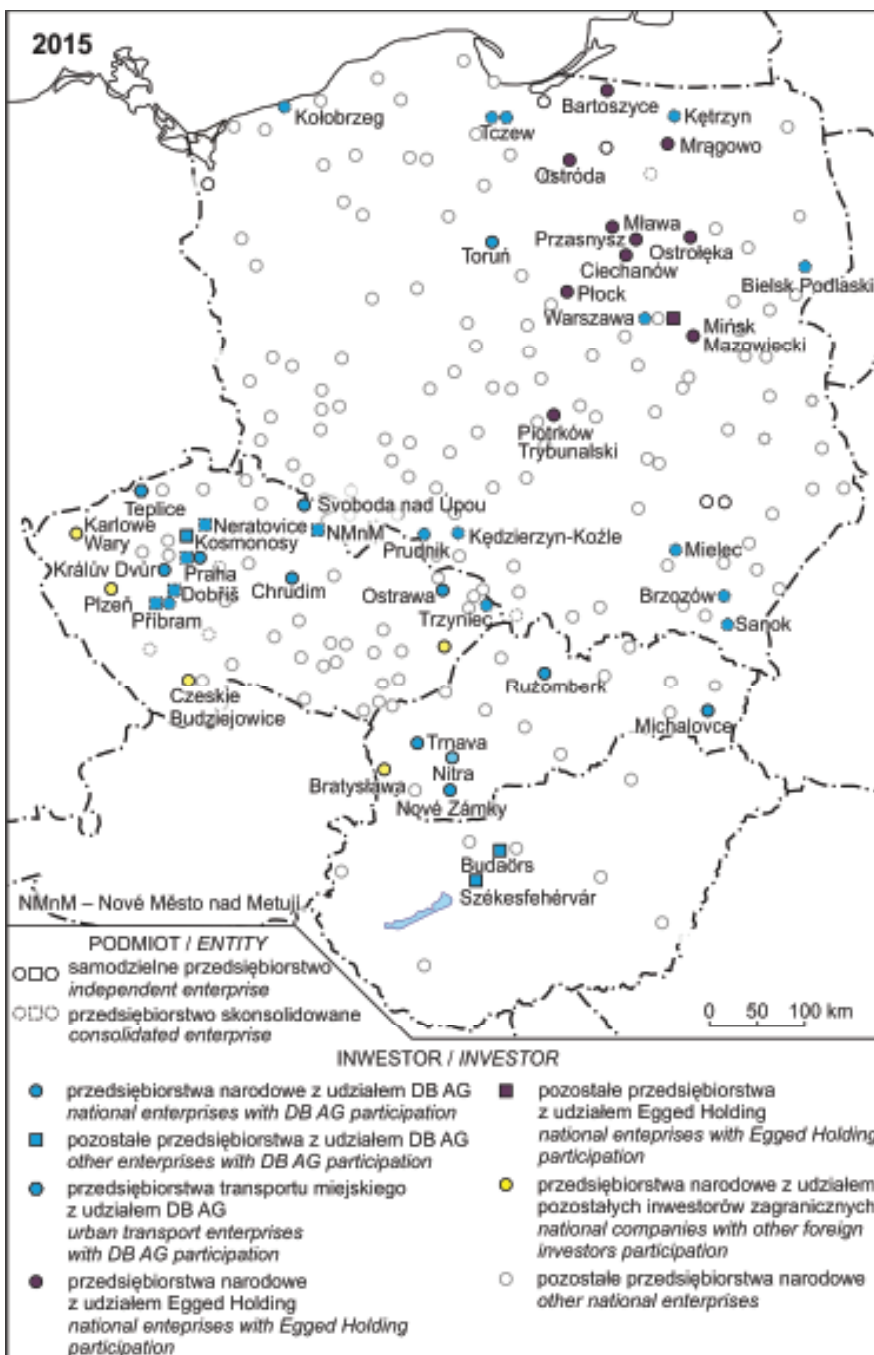 2015
Kołobrzeg
Tczew
Bartoszyce
Kętrzyn
Mrągowo
Ostróda
Toruń
Mława
Przasnysz
Ostrołęka
Ciechanów
Bielsk Podlaski
Płock
Warszawa
Mińsk
Mazowiecki
Piotrków
Trybunalski
Teplice
Svoboda nad Upou
Karlowe
Wary
Neratovice
Kosmonosy
NMnM
Prudnik
Kędzierzyn-Koźle
Mielec
Králův Dvůr
Praha
Dobřiš
Chrudim
Ostrawa
Brzozów
Plzeň
Přibram
Trzyniec
Sanok
Czeskie
Budziejowice
Rużomberk
Michalovce
Trnava
Nitra
Bratysława
Nové Zámky
Budaörs
Székesfehérvár
NMnM – Nové Město nad Metují
PODMIOT / ENTITY
samodzielne przedsiębiorstwo
independent enterprise
przedsiębiorstwo skonsolidowane
consolidated enterprise
0 50 100 km
INWESTOR / INVESTOR
przedsiębiorstwa narodowe z udziałem DB AG
national enterprises with DB AG participation
pozostałe przedsiębiorstwa z udziałem DB AG
other enterprises with DB AG participation
przedsiębiorstwa transportu miejskiego
z udziałem DB AG
urban transport enterprises
with DB AG participation
przedsiębiorstwa narodowe
z udziałem Egged Holding
national enteprises with Egged Holding
participation
pozostałe przedsiębiorstwa
z udziałem Egged Holding
national enteprises with Egged Holding
participation
przedsiębiorstwa narodowe z udziałem
pozostałych inwestorów zagranicznych
national companies with other foreign
investors participation
pozostałe przedsiębiorstwa narodowe
other national enterprises